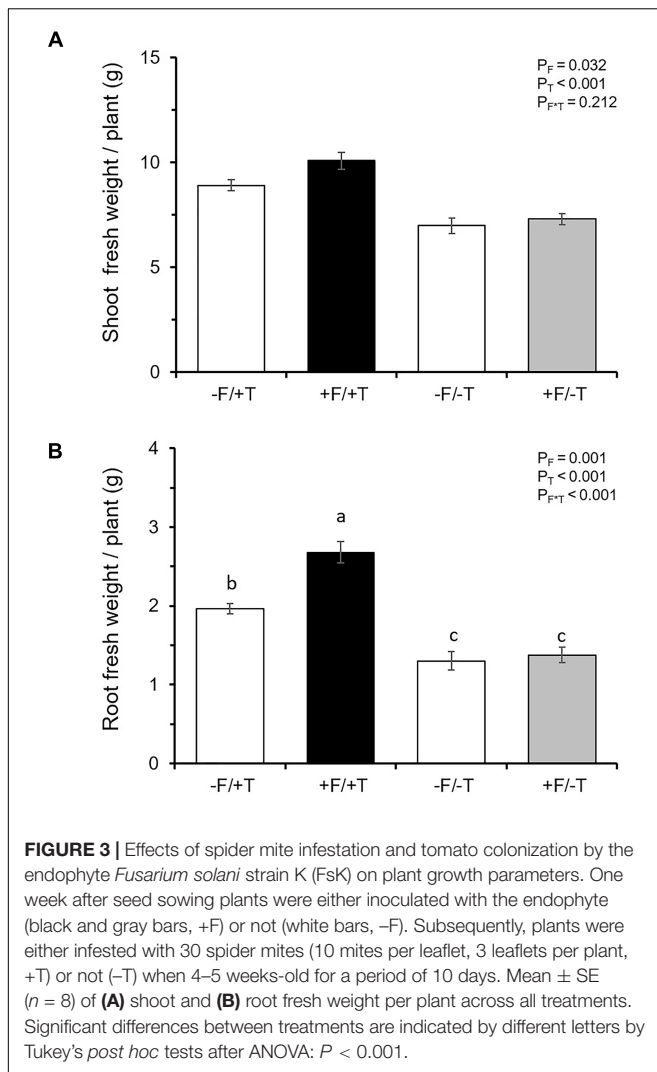 A
P_F = 0.032
P_T < 0.001
P_F*T = 0.212
15
10
5
0
Shoot fresh weight / plant (g)
-F/+T +F/+T -F/-T +F/-T
B
P_F = 0.001
P_T < 0.001
P_F*T < 0.001
4
3
2
1
0
Root fresh weight / plant (g)
b a c c
-F/+T +F/+T -F/-T +F/-T
FIGURE 3 | Effects of spider mite infestation and tomato colonization by the
endophyte Fusarium solani strain K (FsK) on plant growth parameters. One
week after seed sowing plants were either inoculated with the endophyte
(black and gray bars, +F) or not (white bars, –F). Subsequently, plants were
either infested with 30 spider mites (10 mites per leaflet, 3 leaflets per plant,
+T) or not (–T) when 4–5 weeks-old for a period of 10 days. Mean ± SE
(n = 8) of (A) shoot and (B) root fresh weight per plant across all treatments.
Significant differences between treatments are indicated by different letters by
Tukey's post hoc tests after ANOVA: P < 0.001.